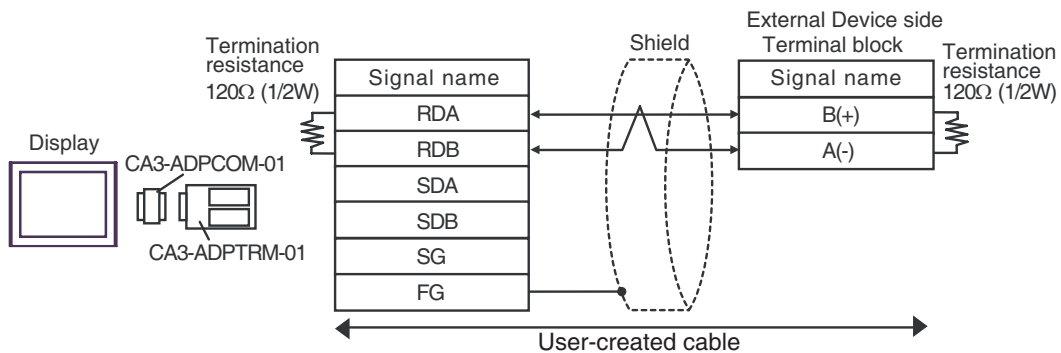 External Device side
Terminal block
Termination
resistance
120Ω (1/2W)
Shield
Termination
resistance
120Ω (1/2W)
Signal name
Signal name
RDA
B(+)
RDB
A(-)
SDA
SDB
SG
FG
Display
CA3-ADPCOM-01
CA3-ADPTRM-01
User-created cable